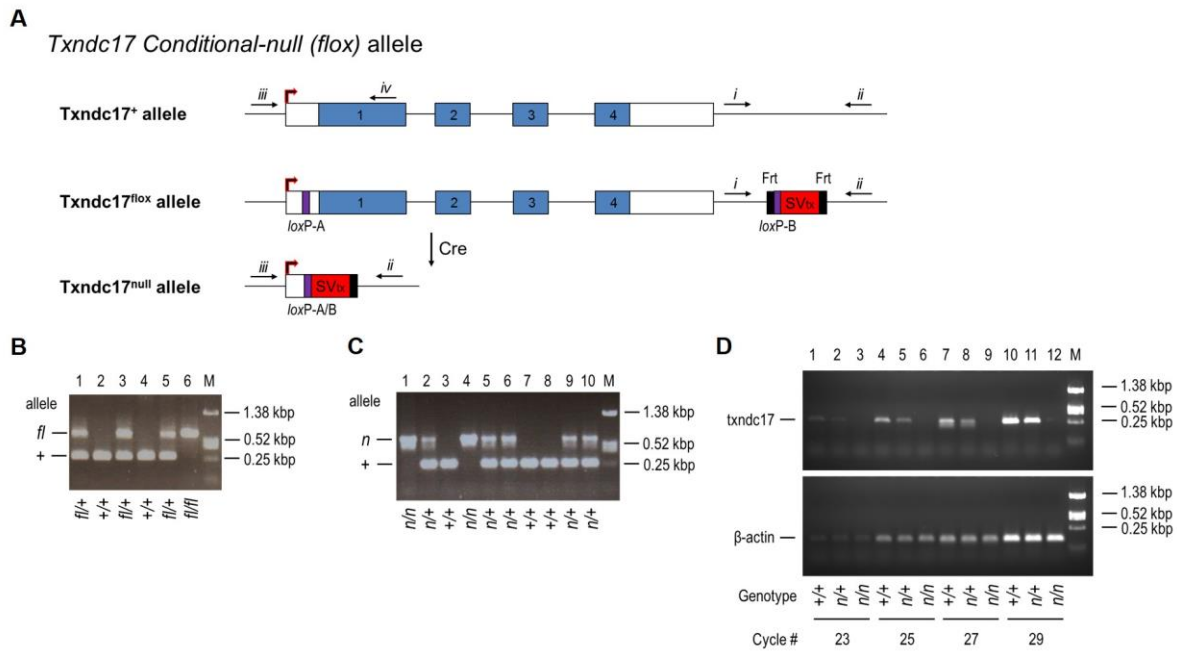 A
Txndc17 Conditional-null (flox) allele
iii iv i ii
Txndc17+ allele 1 2 3 4
i Frt Frt ii
Txndc17flox allele 1 2 3 4 SVtx
loxP-A loxP-B
Cre
iii ii
Txndc17null allele SVtx
loxP-A/B
B
1 2 3 4 5 6 M
allele
1.38 kbp
fl
0.52 kbp
+
0.25 kbp
fl/+ +/+ fl/+ +/+ fl/+ fl/fl
C
1 2 3 4 5 6 7 8 9 10 M
allele
1.38 kbp
n
0.52 kbp
+
0.25 kbp
n/n n/+ +/+ n/n n/+ n/+ +/+ +/+ n/+ n/+
D
1 2 3 4 5 6 7 8 9 10 11 12 M
1.38 kbp
0.52 kbp
txndc17
0.25 kbp
1.38 kbp
0.52 kbp
0.25 kbp
β-actin
Genotype +/+ n/+ n/n +/+ n/+ n/n +/+ n/+ n/n +/+ n/+ n/n
Cycle # 23 25 27 29